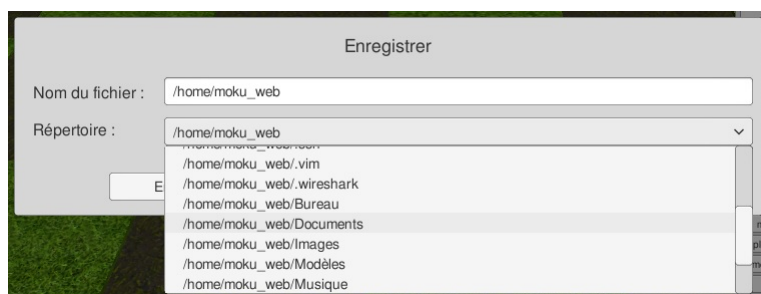 Enregistrer
Nom du fichier : /home/moku_web
Répertoire : /home/moku_web
/home/moku_web/.vim
/home/moku_web/.wireshark
E /home/moku_web/Bureau
/home/moku_web/Documents
/home/moku_web/Images
/home/moku_web/Modèles
/home/moku_web/Musique